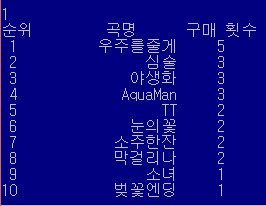 1
순위 곡명 구매 횟수
1 우주를줄게 5
2 심술 3
3 야생화 3
4 AquaMan 3
5 TT 2
6 눈의꽃 2
7 소주한잔 2
8 막걸리나 2
9 소녀 1
10 벚꽃엔딩 1